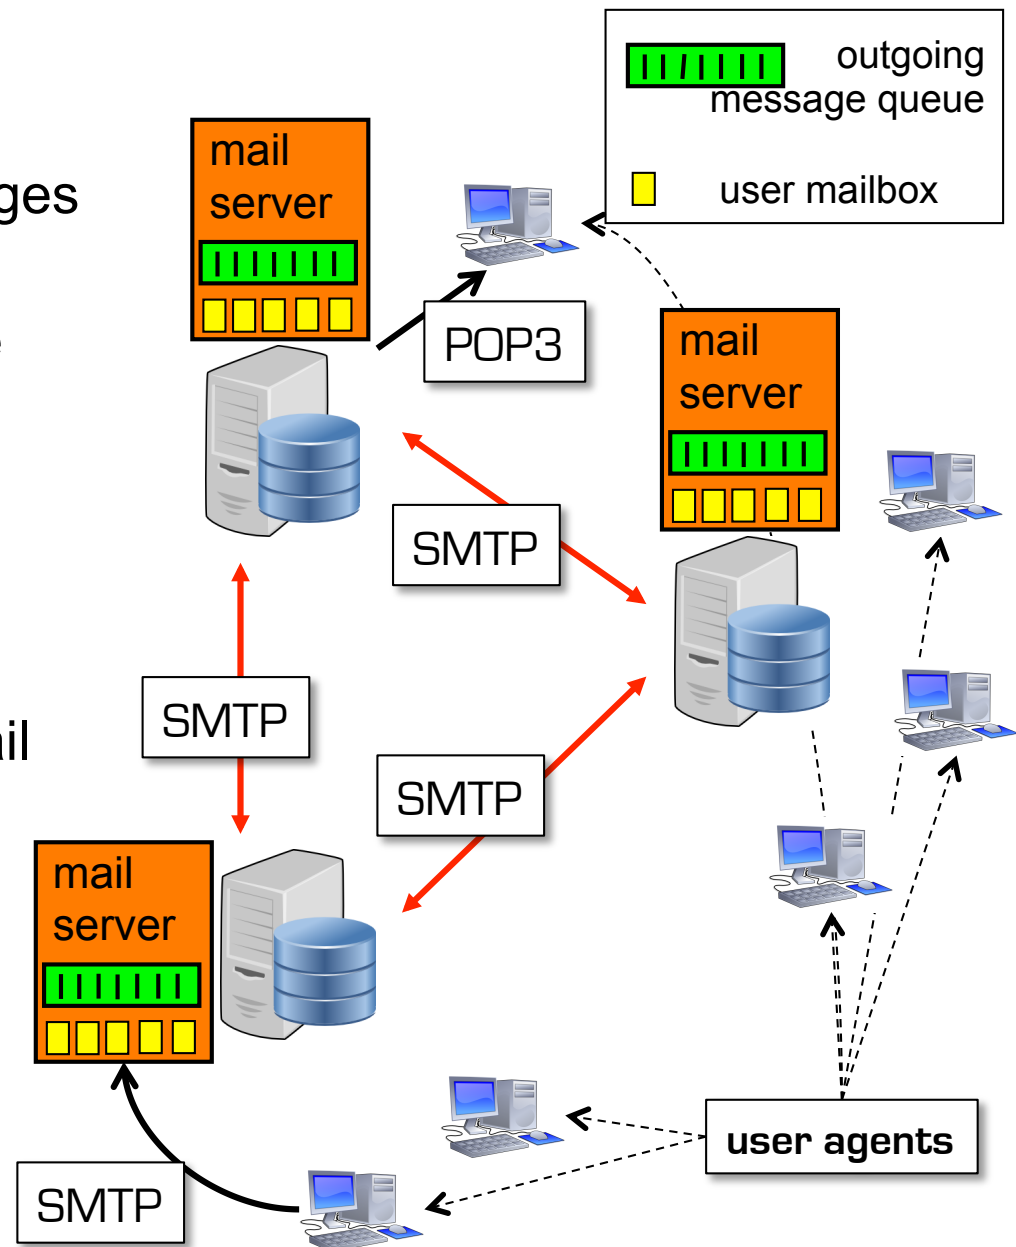 outgoing
message queue
user mailbox
mail
server
ges
e
POP3
mail
server
SMTP
SMTP
ail
SMTP
mail
server
user agents
SMTP